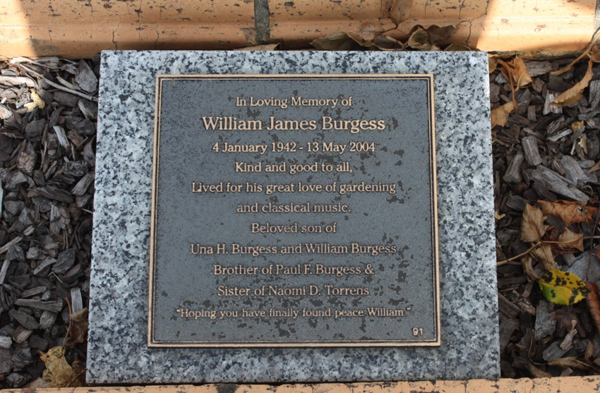 In Loving Memory of
William James Burgess
4 January 1942 - 13 May 2004
Kind and good to all,
Lived for his great love of gardening
and classical music.
Beloved son of
Una H. Burgess and William Burgess
Brother of Paul F. Burgess &
Sister of Naomi D. Torrens
"Hoping you have finally found peace William."
91